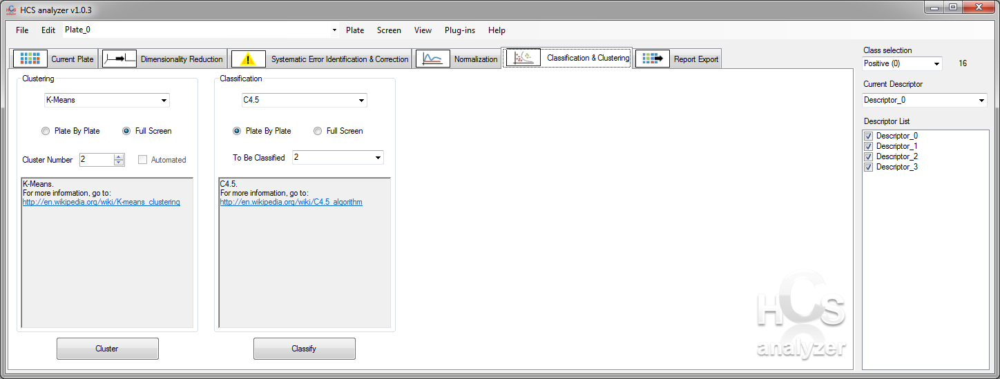 HCS analyzer v1.0.3
File Edit Plate_0 Plate Screen View Plug-ins Help
Current Plate Dimensionality Reduction Systematic Error Identification & Correction Normalization Classification & Clustering Report Export
Class selection
Positive (0) 16
Current Descriptor
Descriptor_0
Descriptor List
Descriptor_0
Descriptor_1
Descriptor_2
Descriptor_3
Clustering
K-Means
Plate By Plate Full Screen
Cluster Number 2 Automated
K-Means.
For more information, go to:
http://en.wikipedia.org/wiki/K-means_clustering
Cluster
Classification
C4.5
Plate By Plate Full Screen
To Be Classified 2
C4.5.
For more information, go to:
http://en.wikipedia.org/wiki/C4.5_algorithm
Classify
HCS
analyzer